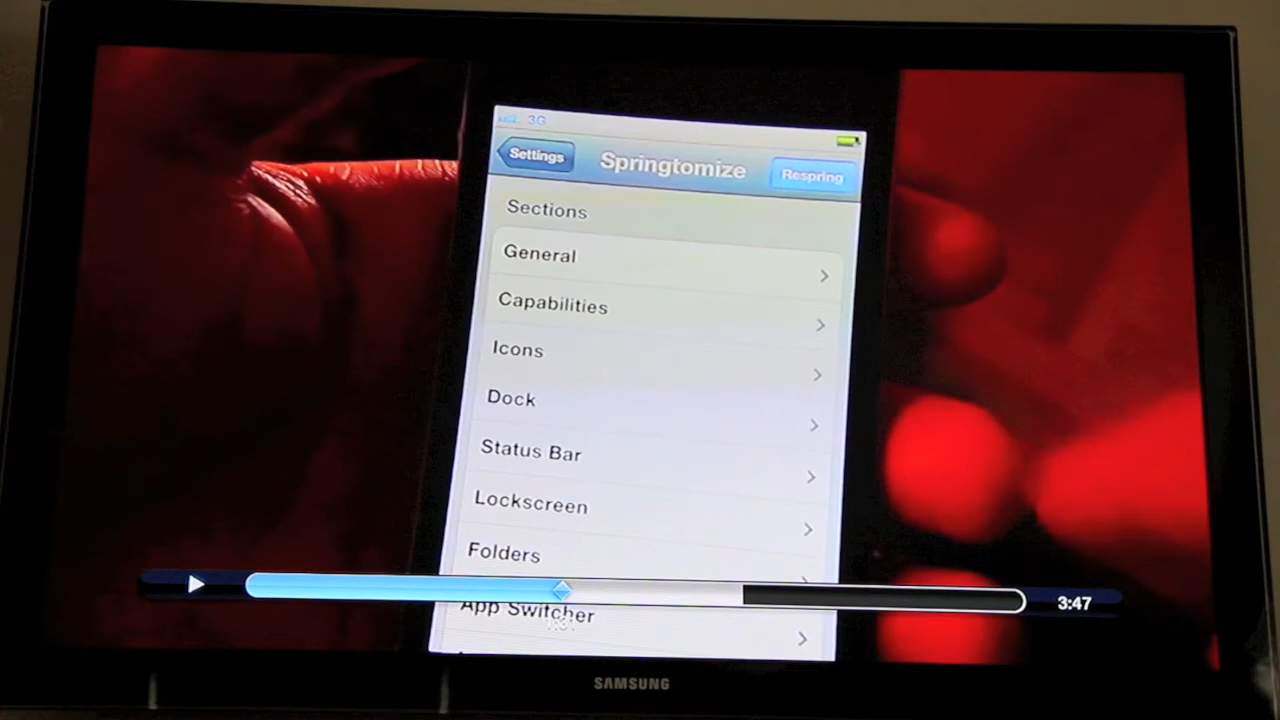 3G
Settings
Springtomize
Respring
Sections
General
Capabilities
Icons
Dock
Status Bar
Lockscreen
Folders
App Switcher
3:47
SAMSUNG